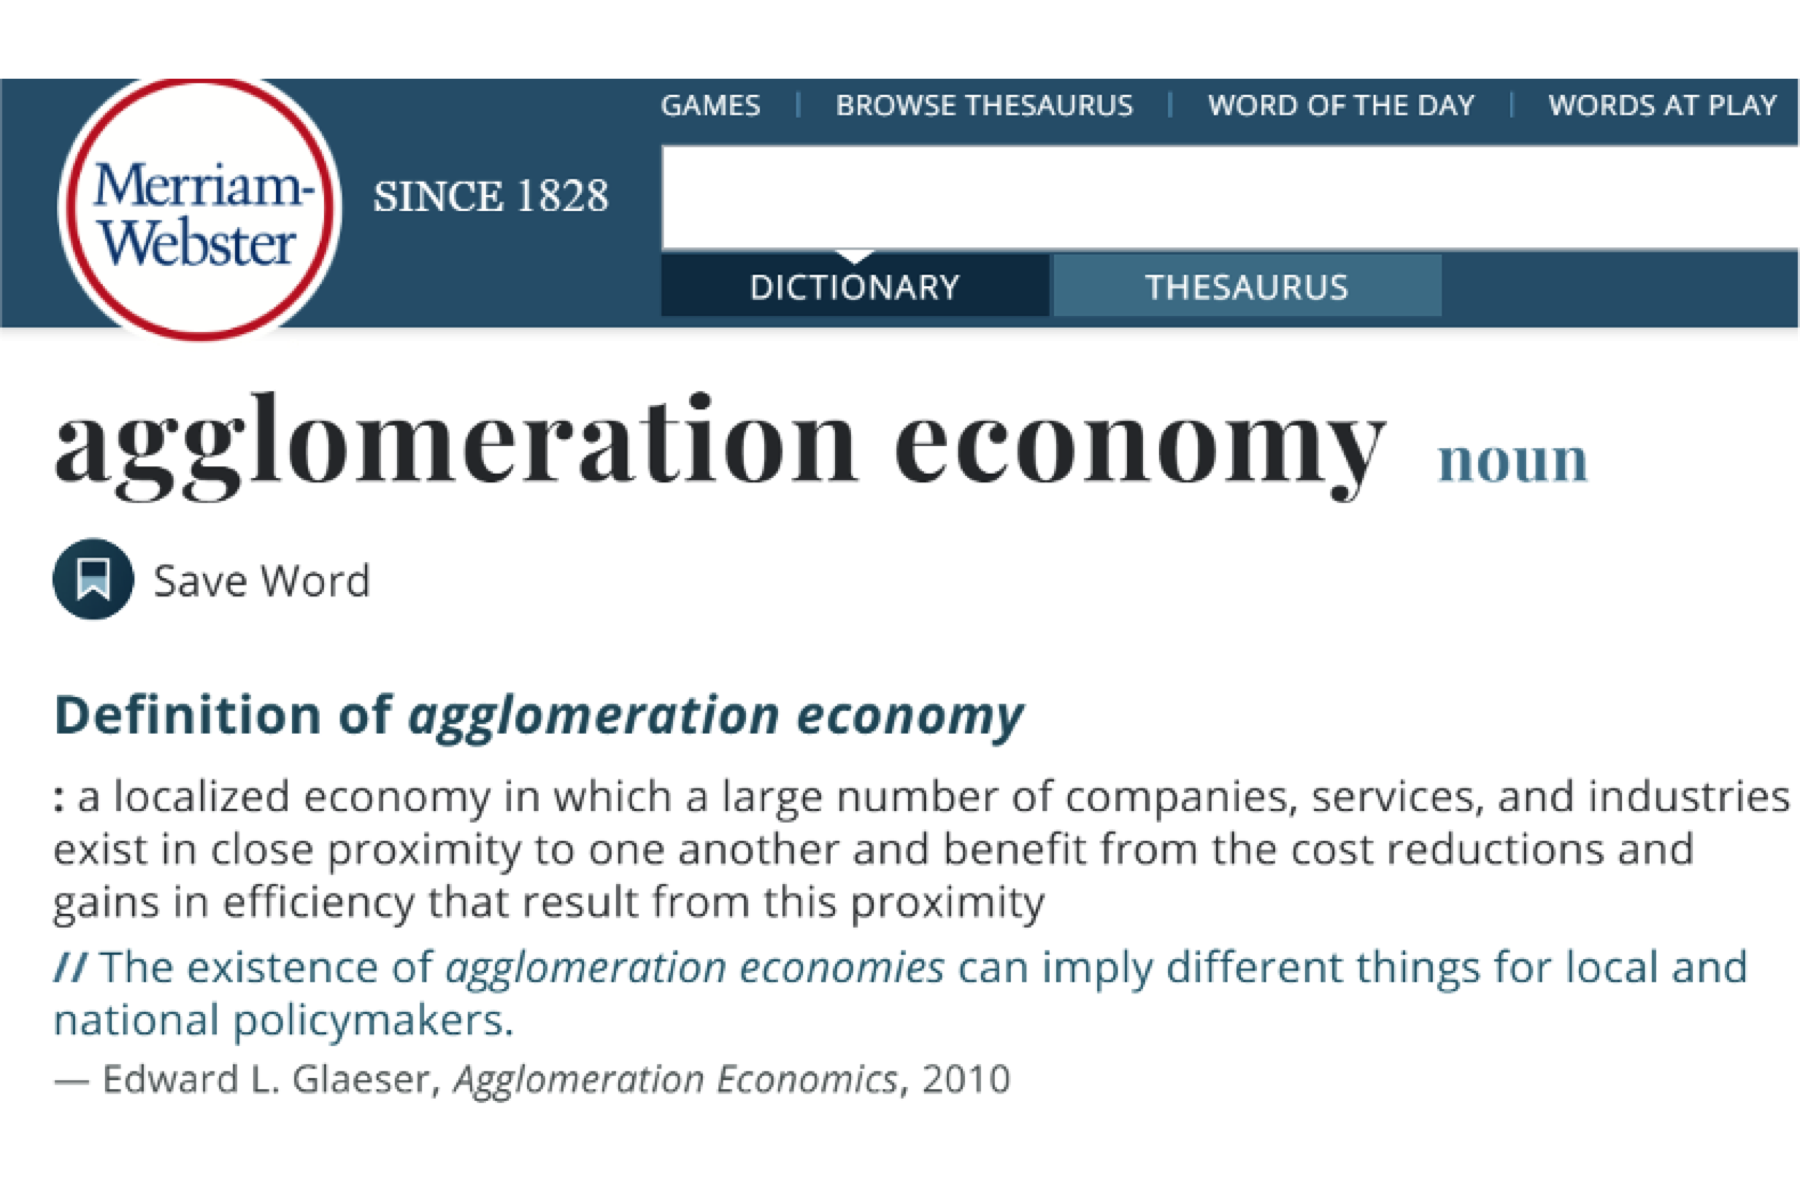 GAMES | BROWSE THESAURUS | WORD OF THE DAY | WORDS AT PLAY
Merriam-
Webster
SINCE 1828
DICTIONARY THESAURUS
agglomeration economy noun
Save Word
Definition of agglomeration economy
: a localized economy in which a large number of companies, services, and industries
exist in close proximity to one another and benefit from the cost reductions and
gains in efficiency that result from this proximity
// The existence of agglomeration economies can imply different things for local and
national policymakers.
— Edward L. Glaeser, Agglomeration Economics, 2010